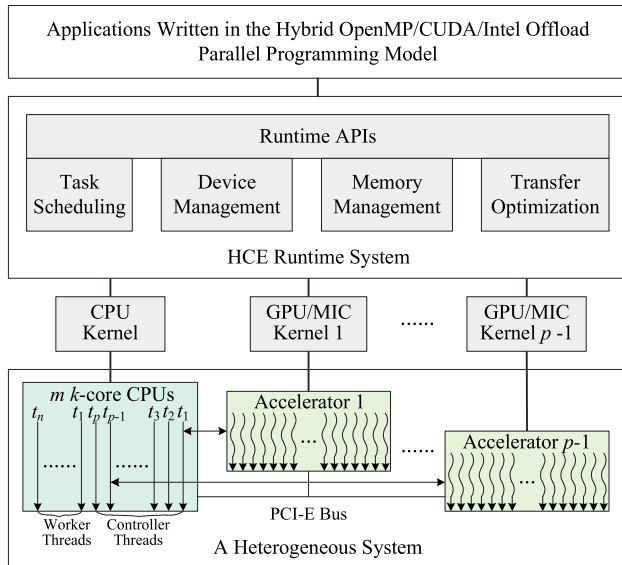 Applications Written in the Hybrid OpenMP/CUDA/Intel Offload
Parallel Programming Model
Runtime APIs
Task
Scheduling
Device
Management
Memory
Management
Transfer
Optimization
HCE Runtime System
CPU
Kernel
GPU/MIC
Kernel 1
......
GPU/MIC
Kernel p -1
m k-core CPUs
tn t1 tp tp-1 t3 t2 t1
...... ......
Worker
Threads
Controller
Threads
Accelerator 1
...
......
Accelerator p-1
...
PCI-E Bus
A Heterogeneous System